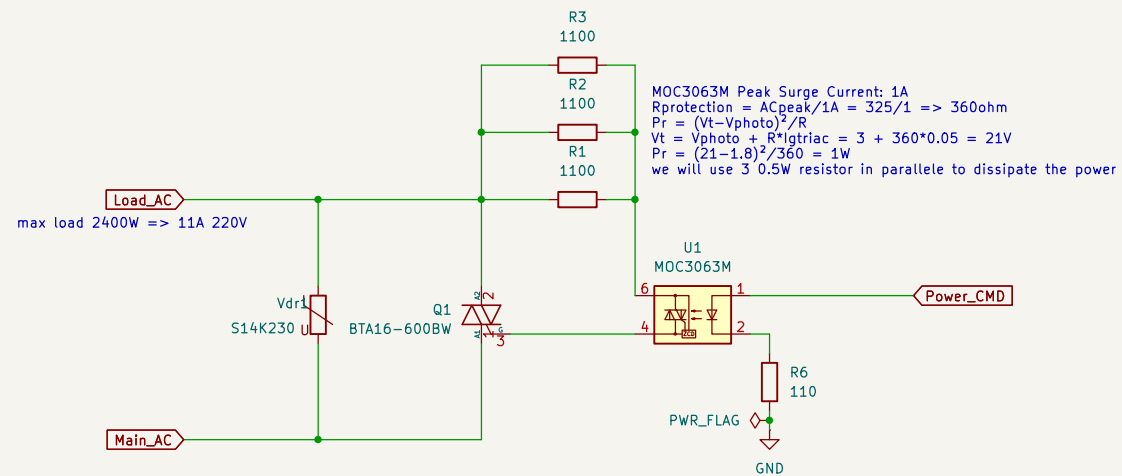 R3
1100
R2
1100
R1
1100
MOC3063M Peak Surge Current: 1A
Rprotection = ACpeak/1A = 325/1 => 360ohm
Pr = (Vt-Vphoto)²/R
Vt = Vphoto + R*Igtriac = 3 + 360*0.05 = 21V
Pr = (21-1.8)²/360 = 1W
we will use 3 0.5W resistor in parallele to dissipate the power
Load_AC
max load 2400W => 11A 220V
U1
MOC3063M
6
1
4
2
ZCD
Power_CMD
Vdr1
S14K230
U
Q1
BTA16-600BW
A2
2
A1
1
G
3
R6
110
PWR_FLAG
GND
Main_AC